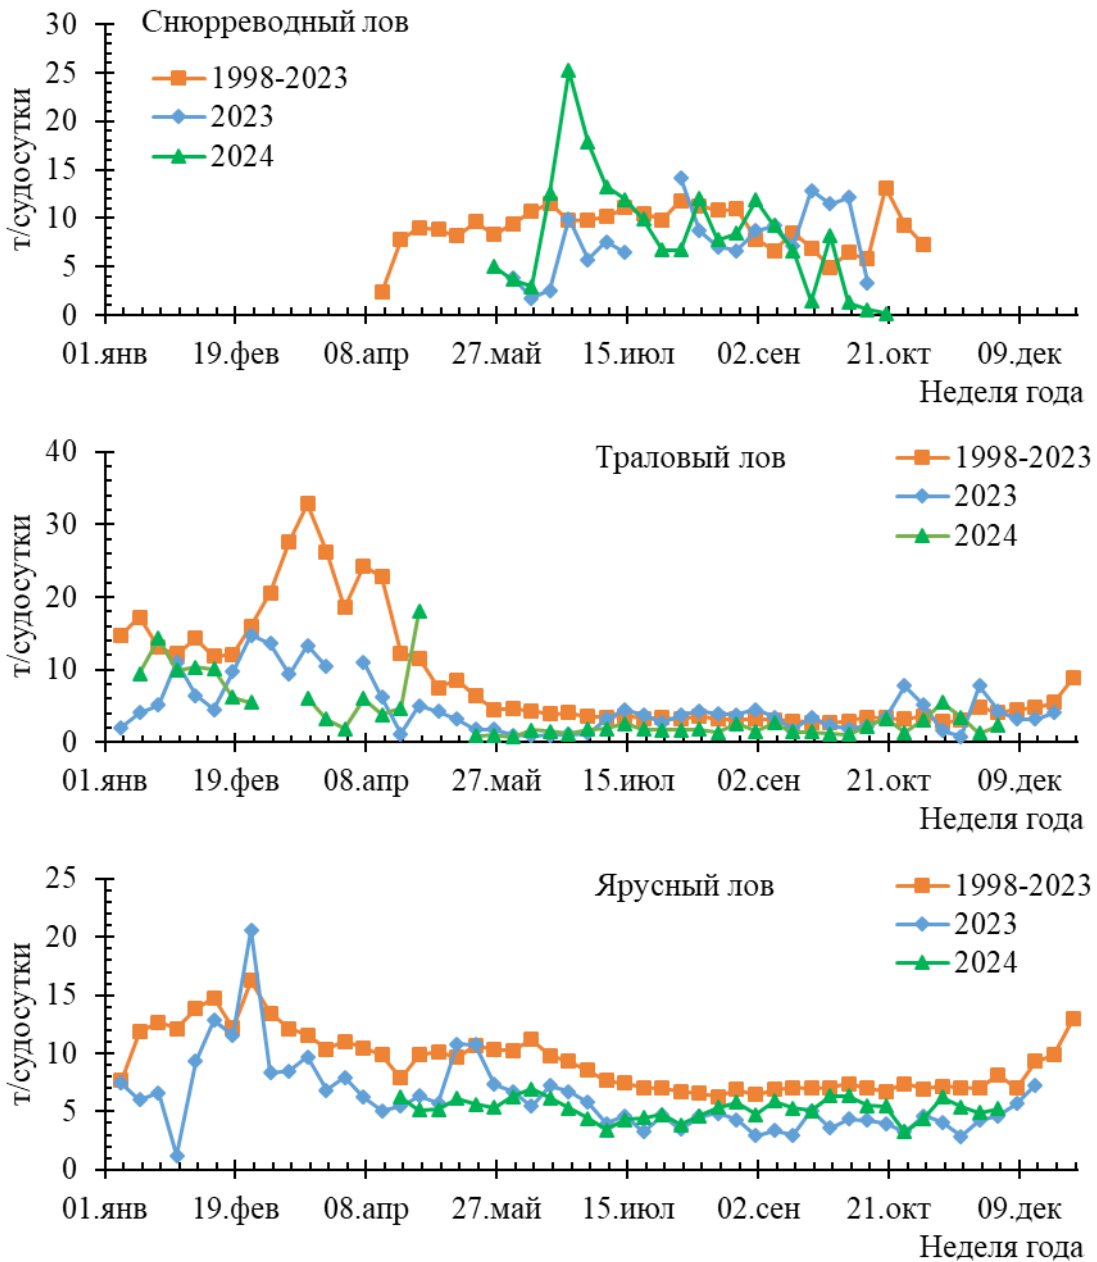 Снюрреводный лов
1998-2023
2023
2024
т/судосутки
30
25
20
15
10
5
0
01.янв 19.фев 08.апр 27.май 15.июл 02.сен 21.окт 09.дек
Неделя года
Траловый лов
1998-2023
2023
2024
т/судосутки
40
30
20
10
0
01.янв 19.фев 08.апр 27.май 15.июл 02.сен 21.окт 09.дек
Неделя года
Ярусный лов
1998-2023
2023
2024
т/судосутки
25
20
15
10
5
0
01.янв 19.фев 08.апр 27.май 15.июл 02.сен 21.окт 09.дек
Неделя года